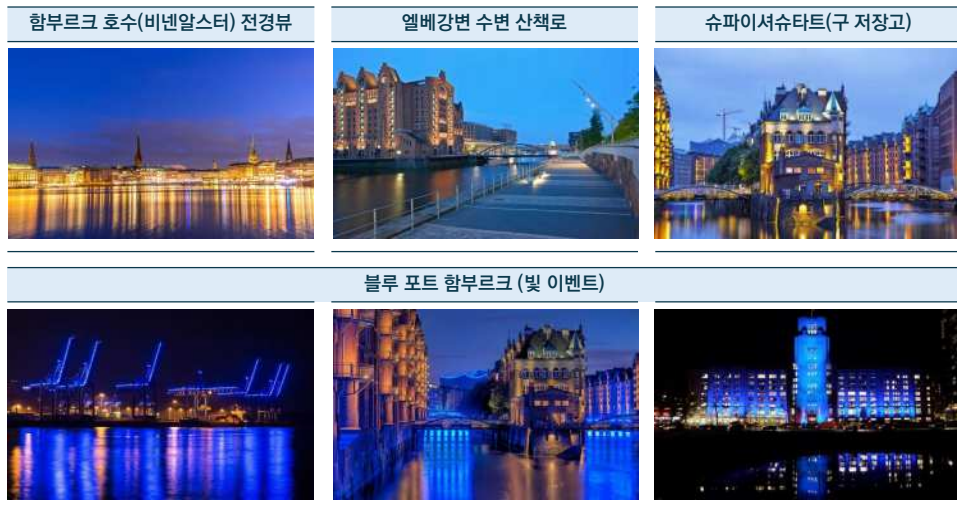 함부르크 호수(비넨알스터) 전경뷰
엘베강변 수변 산책로
슈파이셔슈타트(구 저장고)
블루 포트 함부르크 (빛 이벤트)